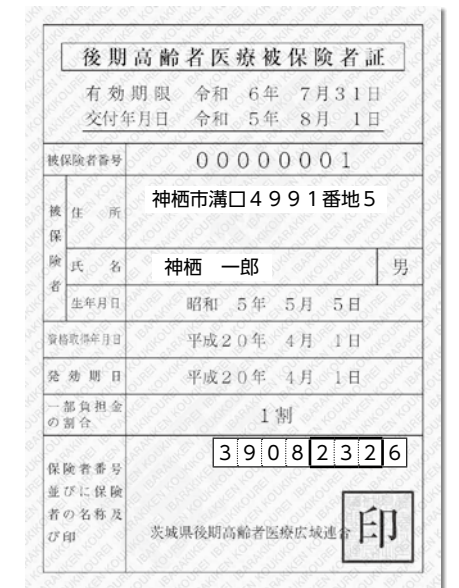 後期高齢者医療被保険者証
有効期限 令和 6年 7月31日
交付年月日 令和 5年 8月 1日
被保険者番号 00000001
被保険者
住所 神栖市溝口4991番地5
氏名 神栖 一郎 男
生年月日 昭和 5年 5月 5日
資格取得年月日 平成20年 4月 1日
発効期日 平成20年 4月 1日
一部負担金の割合 1割
39082326
保険者番号
並びに保険
者の名称及
び印
茨城県後期高齢者医療広域連合
印